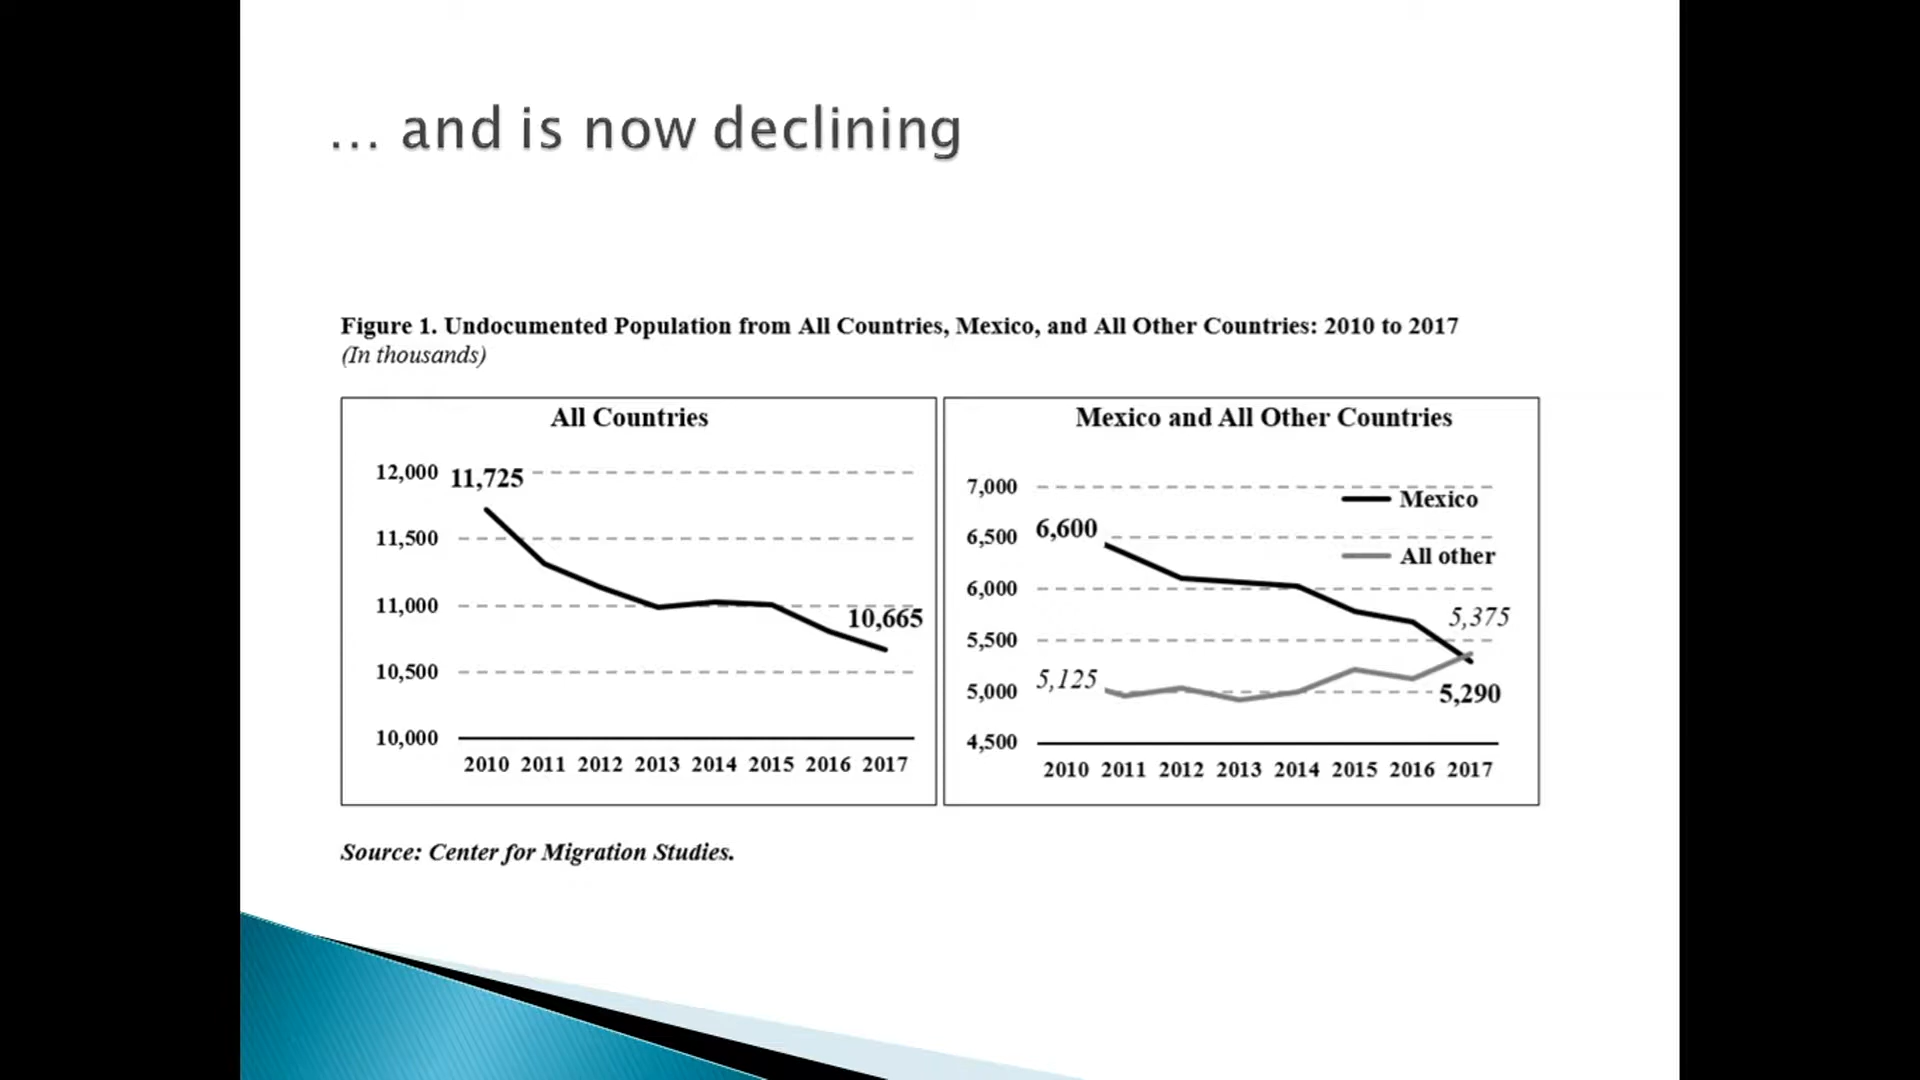 ... and is now declining
Figure 1. Undocumented Population from All Countries, Mexico, and All Other Countries: 2010 to 2017
(In thousands)
All Countries
12,000
11,725
11,500
11,000
10,665
10,500
10,000
2010 2011 2012 2013 2014 2015 2016 2017
Mexico and All Other Countries
7,000
Mexico
6,500
6,600
All other
6,000
5,375
5,500
5,125
5,000
5,290
4,500
2010 2011 2012 2013 2014 2015 2016 2017
Source: Center for Migration Studies.